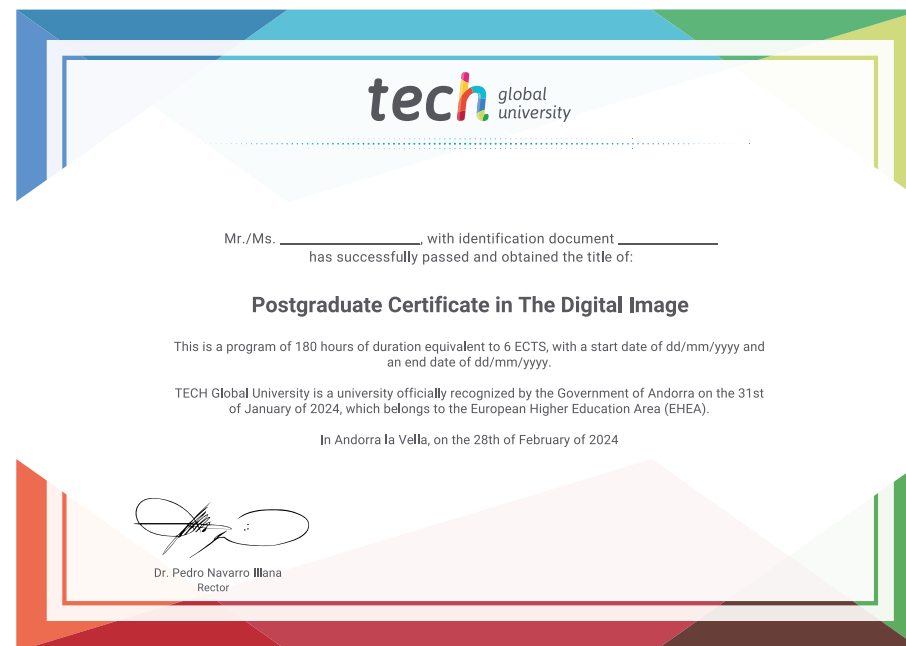 tech global
university
Mr./Ms. ____________, with identification document ____________
has successfully passed and obtained the title of:
Postgraduate Certificate in The Digital Image
This is a program of 180 hours of duration equivalent to 6 ECTS, with a start date of dd/mm/yyyy and
an end date of dd/mm/yyyy.
TECH Global University is a university officially recognized by the Government of Andorra on the 31st
of January of 2024, which belongs to the European Higher Education Area (EHEA).
In Andorra la Vella, on the 28th of February of 2024
Dr. Pedro Navarro Illana
Rector